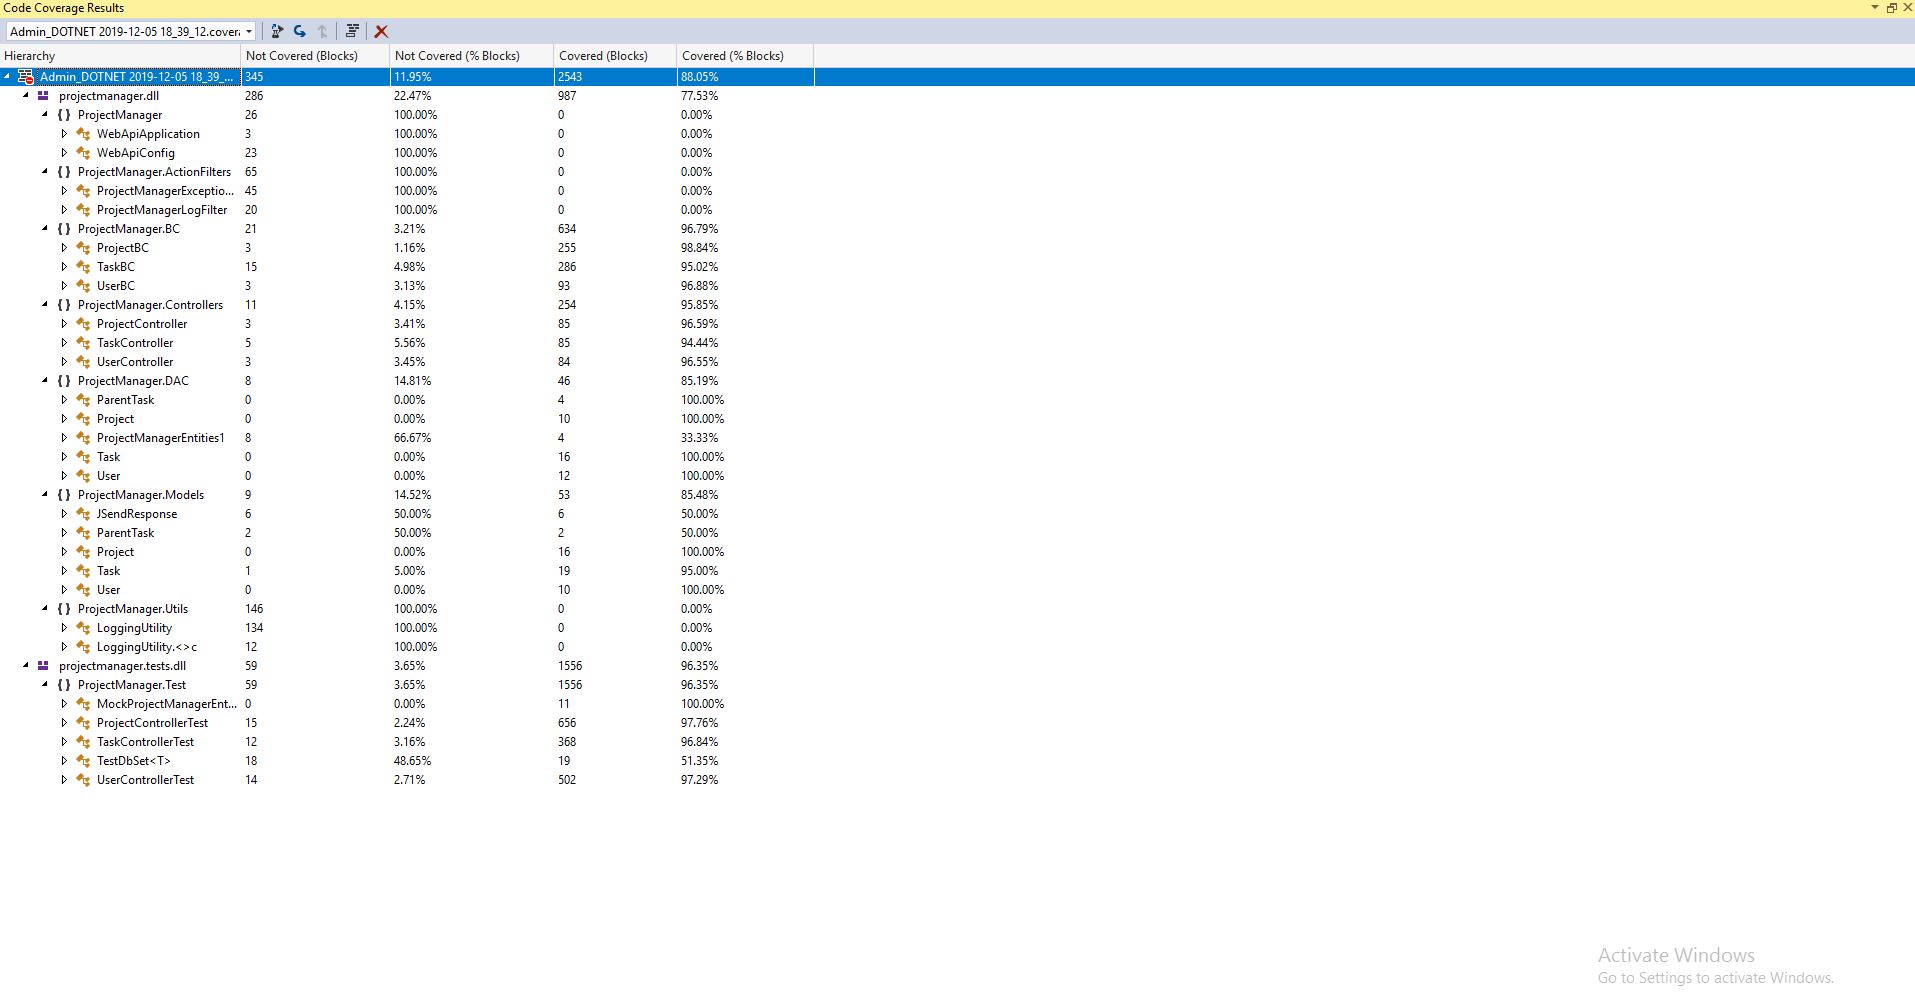 Code Coverage Results
Admin_DOTNET 2019-12-05 18_39_12.covera
Hierarchy Not Covered (Blocks) Not Covered (% Blocks) Covered (Blocks) Covered (% Blocks)
Admin_DOTNET 2019-12-05 18_39_... 345 11.95% 2543 88.05%
projectmanager.dll 286 22.47% 987 77.53%
{ } ProjectManager 26 100.00% 0 0.00%
WebApiApplication 3 100.00% 0 0.00%
WebApiConfig 23 100.00% 0 0.00%
{ } ProjectManager.ActionFilters 65 100.00% 0 0.00%
ProjectManagerExceptio... 45 100.00% 0 0.00%
ProjectManagerLogFilter 20 100.00% 0 0.00%
{ } ProjectManager.BC 21 3.21% 634 96.79%
ProjectBC 3 1.16% 255 98.84%
TaskBC 15 4.98% 286 95.02%
UserBC 3 3.13% 93 96.88%
{ } ProjectManager.Controllers 11 4.15% 254 95.85%
ProjectController 3 3.41% 85 96.59%
TaskController 5 5.56% 85 94.44%
UserController 3 3.45% 84 96.55%
{ } ProjectManager.DAC 8 14.81% 46 85.19%
ParentTask 0 0.00% 4 100.00%
Project 0 0.00% 10 100.00%
ProjectManagerEntities1 8 66.67% 4 33.33%
Task 0 0.00% 16 100.00%
User 0 0.00% 12 100.00%
{ } ProjectManager.Models 9 14.52% 53 85.48%
JSendResponse 6 50.00% 6 50.00%
ParentTask 2 50.00% 2 50.00%
Project 0 0.00% 16 100.00%
Task 1 5.00% 19 95.00%
User 0 0.00% 10 100.00%
{ } ProjectManager.Utils 146 100.00% 0 0.00%
LoggingUtility 134 100.00% 0 0.00%
LoggingUtility.<>c 12 100.00% 0 0.00%
projectmanager.tests.dll 59 3.65% 1556 96.35%
{ } ProjectManager.Test 59 3.65% 1556 96.35%
MockProjectManagerEnt... 0 0.00% 11 100.00%
ProjectControllerTest 15 2.24% 656 97.76%
TaskControllerTest 12 3.16% 368 96.84%
TestDbSet<T> 18 48.65% 19 51.35%
UserControllerTest 14 2.71% 502 97.29%
Activate Windows
Go to Settings to activate Windows.